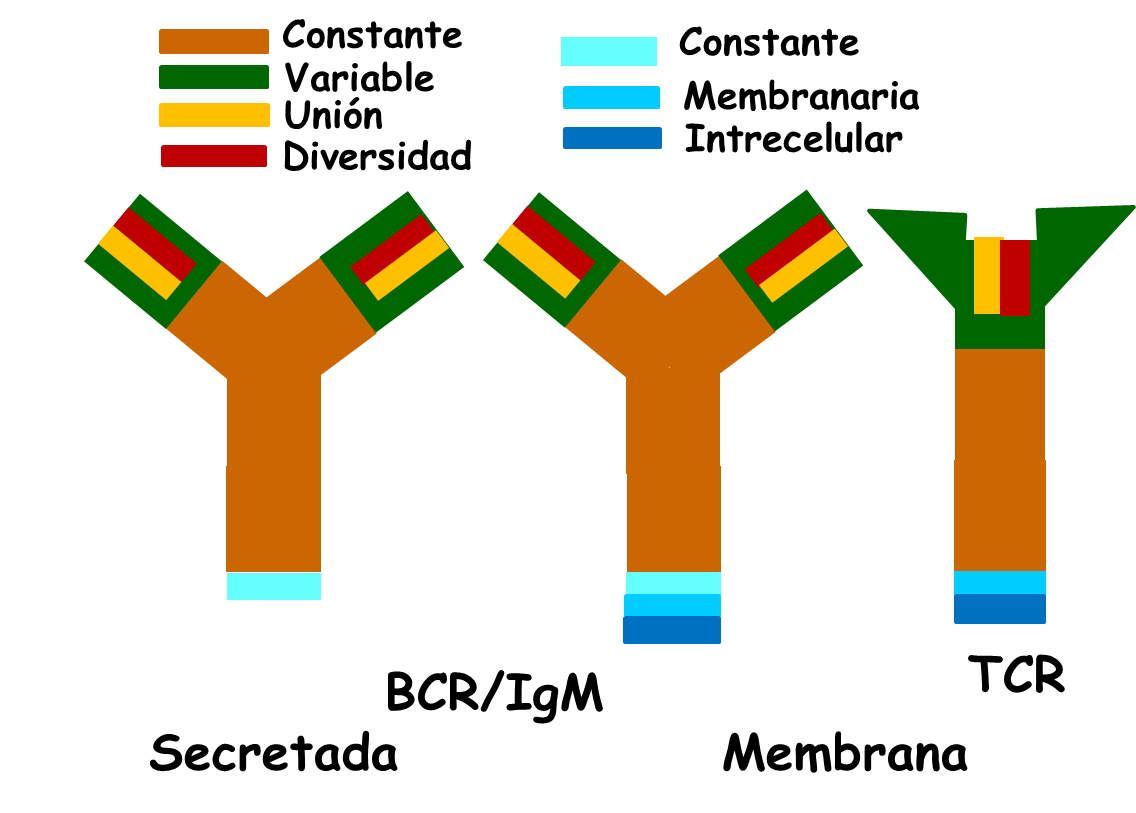 Constante
Variable
Unión
Diversidad
Constante
Membranaria
Intrecelular
TCR
BCR/IgM
Secretada
Membrana